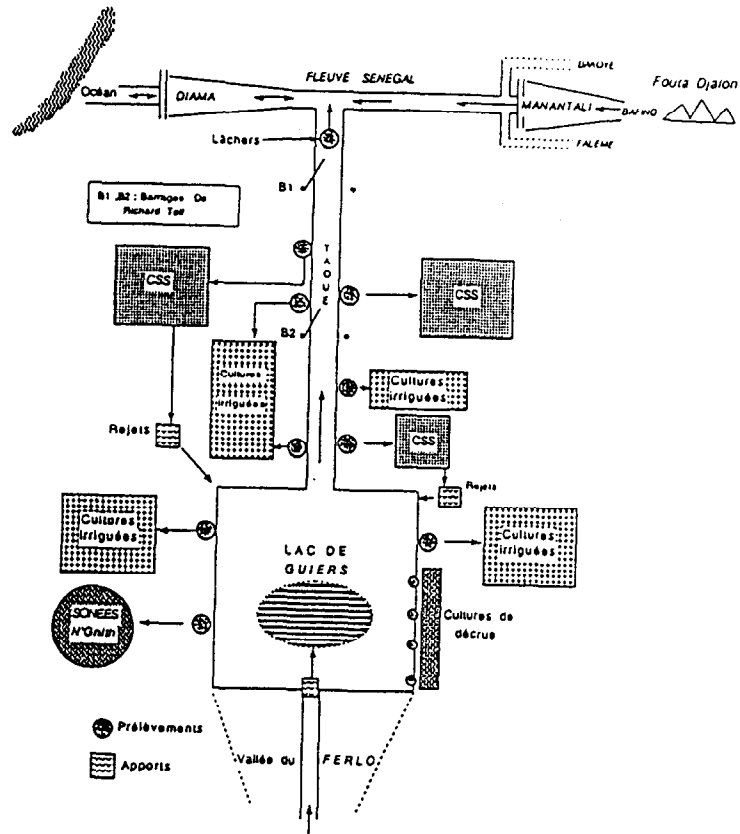 FLEUVE SENEGAL
BAKOYE
Fouta Djalon
Océan
DIAMA
MANANTALI
BAFING
FALEME
Lâchers
B1
B1 ,B2 : Barrages De
Richard Toll
TAOUE
CSS
CSS
B2
Cultures
irriguées
Cultures
irriguées
CSS
Rejets
Rejets
Cultures
irriguées
LAC DE
GUIERS
Cultures
irriguées
SONEES
N'Gnith
Cultures de
décrue
Prélèvements
Apports
Vallée du FERLO